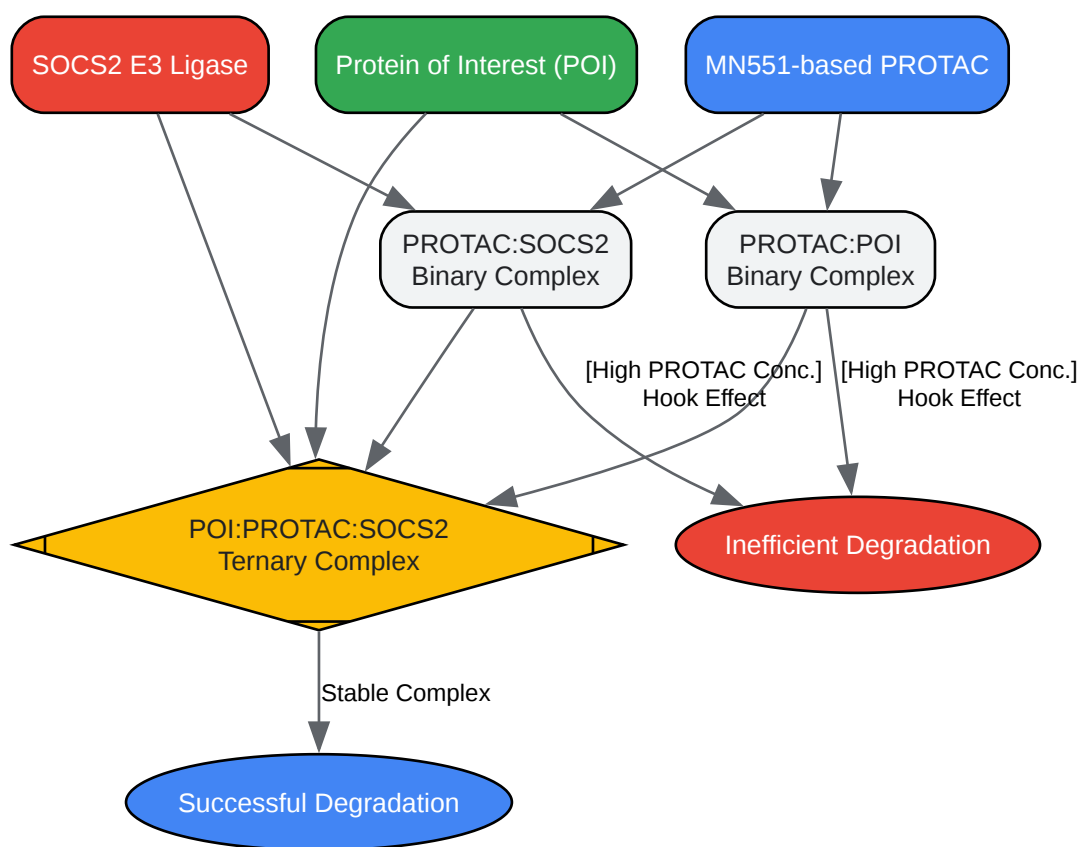 SOCS2 E3 Ligase
Protein of Interest (POI)
MN551-based PROTAC
PROTAC:SOCS2
Binary Complex
PROTAC:POI
Binary Complex
[High PROTAC Conc.]
Hook Effect
[High PROTAC Conc.]
Hook Effect
POI:PROTAC:SOCS2
Ternary Complex
Inefficient Degradation
Stable Complex
Successful Degradation